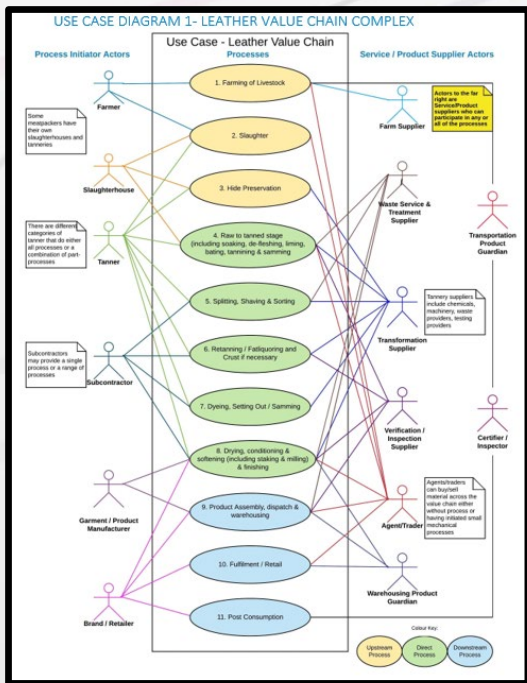 USE CASE DIAGRAM 1- LEATHER VALUE CHAIN COMPLEX
Use Case - Leather Value Chain
Process Initiator Actors
Processes
Service / Product Supplier Actors
1. Farming of Livestock
Farmer
Farm Supplier
Actors to the far
right are
Service/Product
suppliers who can
participate in any or
all of the processes
Some
meatpackers have
their own
slaughterhouses and
tanneries
2. Slaughter
Slaughterhouse
3. Hide Preservation
Waste Service &
Treatment
Supplier
Transportation
Product
Guardian
There are different
categories of
tanner that do either
all processes or a
combination of part-
processes
Tanner
4. Raw to tanned stage
(including soaking, de-fleshing, liming,
bating, tannining & samming
5. Splitting, Shaving & Sorting
Transformation
Supplier
Tannery suppliers
include chemicals,
machinery, waste
providers, testing
providers
Subcontractors
may provide a single
process or a range of
processes
Subcontractor
6. Retanning / Fatliquoring and
Crust if necessary
7. Dyeing, Setting Out / Samming
Verification /
Inspection
Supplier
Certifier /
Inspector
8. Drying, conditioning &
softening (including staking & milling)
& finishing
Garment / Product
Manufacturer
9. Product Assembly, dispatch &
warehousing
Agent/Trader
Agents/traders
can buy/sell
material across the
value chain either
without process or
having initiated small
mechanical
processes
10. Fulfilment / Retail
Warehousing Product
Guardian
Brand / Retailer
11. Post Consumption
Colour Key:
Upstream
Process
Direct
Process
Downstream
Process